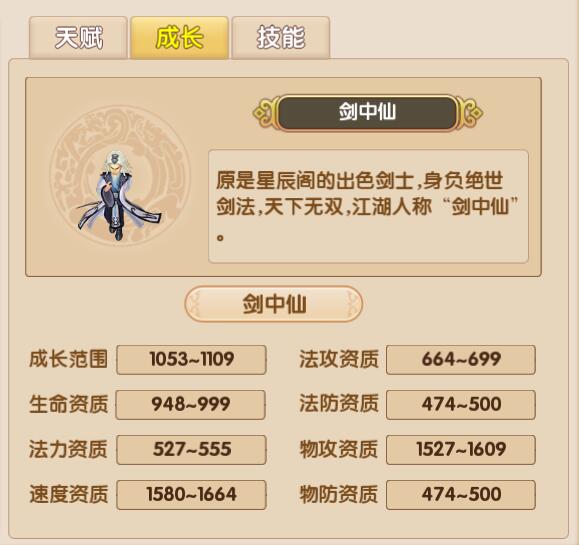 天赋 成长 技能
剑中仙
原是星辰阁的出色剑士,身负绝世
剑法,天下无双,江湖人称“剑中仙”
。
剑中仙
成长范围 1053~1109 法攻资质 664~699
生命资质 948~999 法防资质 474~500
法力资质 527~555 物攻资质 1527~1609
速度资质 1580~1664 物防资质 474~500